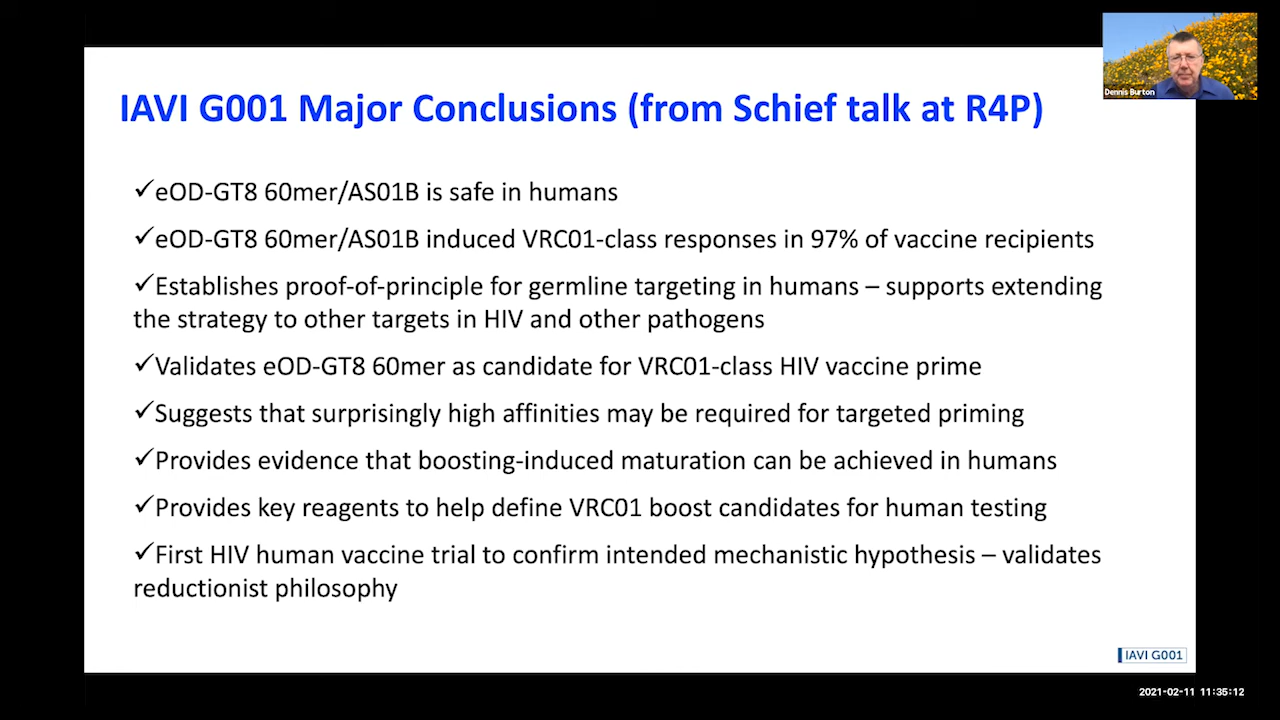 Dennis Burton
IAVI G001 Major Conclusions (from Schief talk at R4P)
✓eOD-GT8 60mer/AS01B is safe in humans
✓eOD-GT8 60mer/AS01B induced VRC01-class responses in 97% of vaccine recipients
✓Establishes proof-of-principle for germline targeting in humans – supports extending
the strategy to other targets in HIV and other pathogens
✓Validates eOD-GT8 60mer as candidate for VRC01-class HIV vaccine prime
✓Suggests that surprisingly high affinities may be required for targeted priming
✓Provides evidence that boosting-induced maturation can be achieved in humans
✓Provides key reagents to help define VRC01 boost candidates for human testing
✓First HIV human vaccine trial to confirm intended mechanistic hypothesis – validates
reductionist philosophy
IAVI G001
2021-02-11 11:35:12